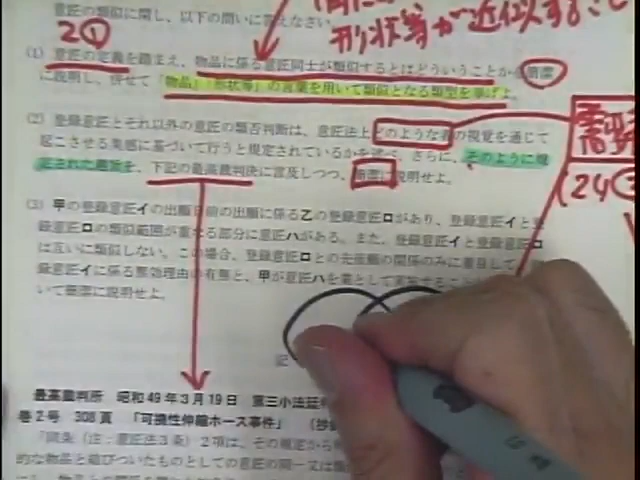 形状等が近似すること
意匠の類似に関し、以下の問いに答えなさい。
2①
(1) 意匠の定義を踏まえ、物品に係る意匠同士が類似するとはどういうことか簡潔
に説明し、併せて「物品」「形状等」の言葉を用いて類似となる類型を挙げよ。
(2) 登録意匠とそれ以外の意匠の類否判断は、意匠法上どのような者の視覚を通じて
起こさせる美感に基づいて行うと規定されているかを述べ、さらに、そのように規
定された趣旨を、下記の最高裁判決に言及しつつ、簡潔に説明せよ。
(24
(3) 甲の登録意匠イの出願日前の出願に係る乙の登録意匠ロがあり、登録意匠イと登
録意匠ロの類似範囲が重なる部分に意匠ハがある。また、登録意匠イと登録意匠ロ
は互いに類似しない。この場合、登録意匠ロとの先後願の関係のみに
録意匠イに係る無効理由の有無と、甲が意匠ハを業として実施
いて簡潔に説明せよ。
記
最高裁判所 昭和49年3月19日 第三小法廷
巻2号 308頁 「可撓性伸縮ホース事件」
「同条(注:意匠法3条)2項は、その規定から
的な物品と結びついたものとしての意匠の同一又は類